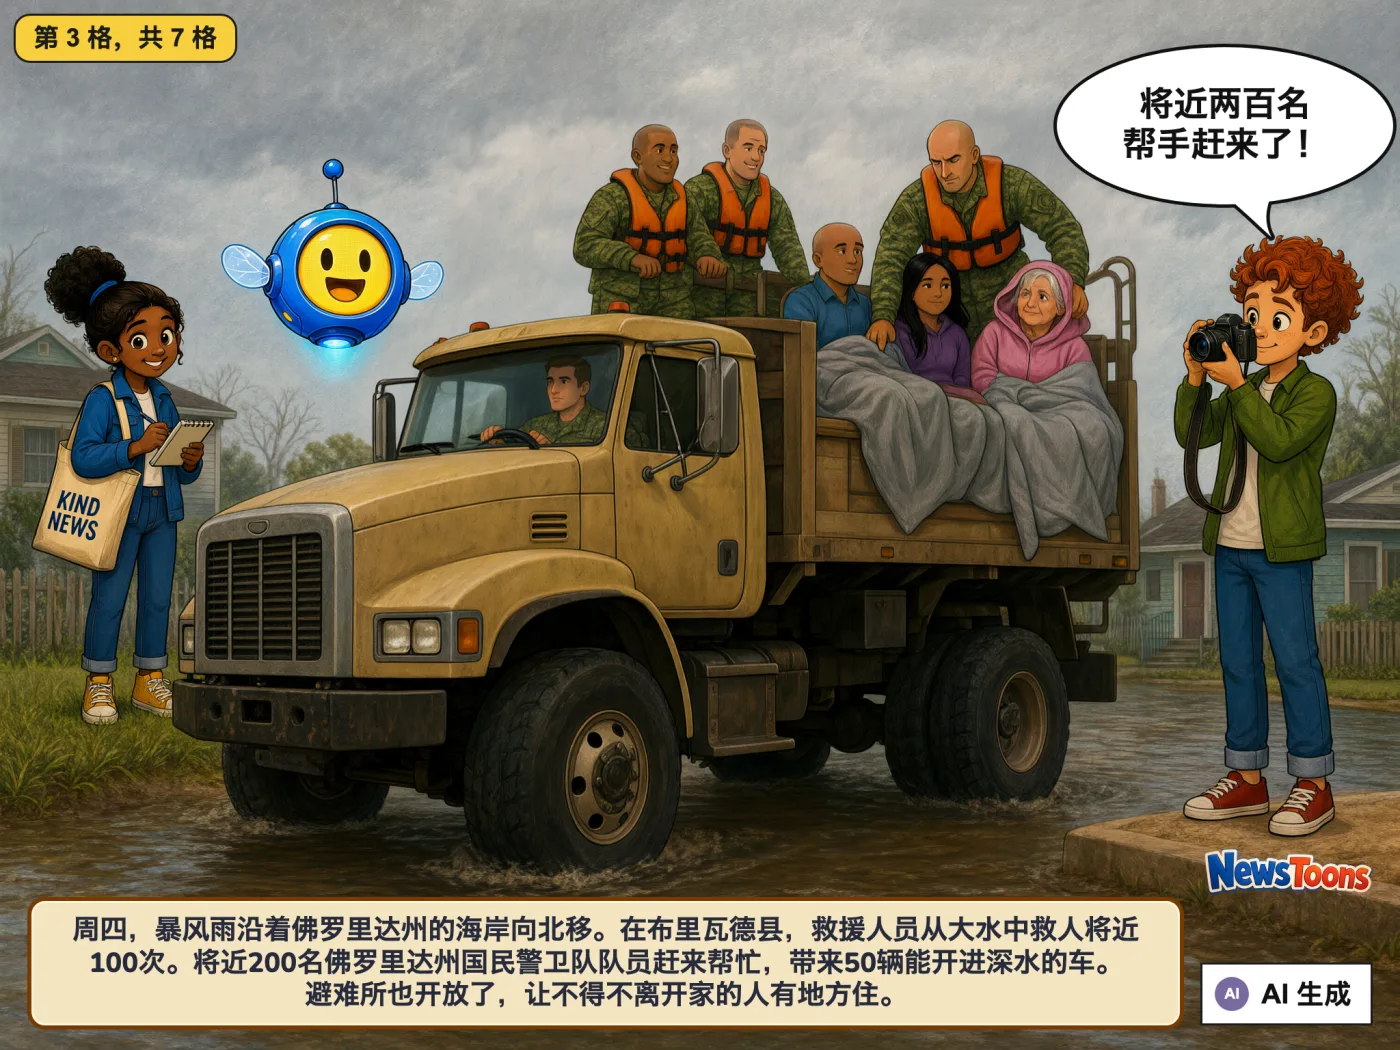 第 3 格，共 7 格
将近两百名
帮手赶来了！
KIND
NEWS
NewsToons
周四，暴风雨沿着佛罗里达州的海岸向北移。在布里瓦德县，救援人员从大水中救人将近
100次。将近200名佛罗里达州国民警卫队队员赶来帮忙，带来50辆能开进深水的车。
避难所也开放了，让不得不离开家的人有地方住。
AI AI 生成